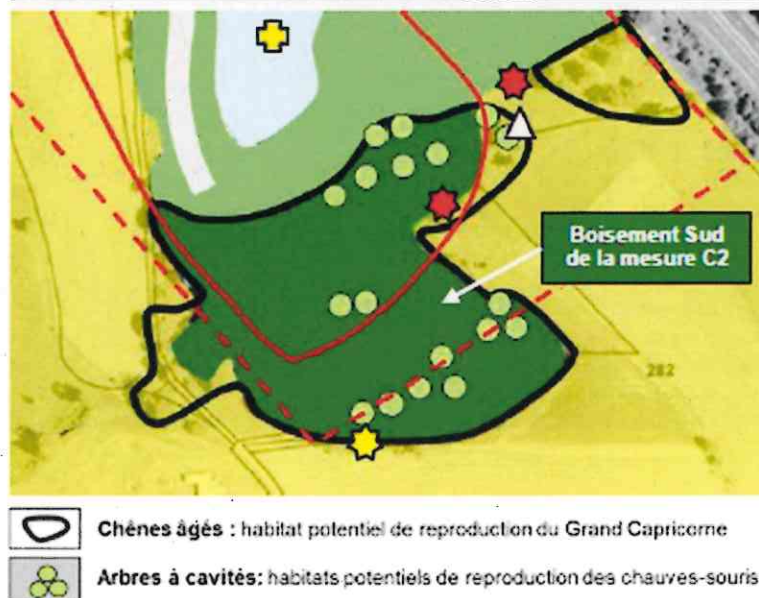 Boisement Sud
de la mesure C2
282
Chênes âgés : habitat potentiel de reproduction du Grand Capricorne
Arbres à cavités: habitats potentiels de reproduction des chauves-souris